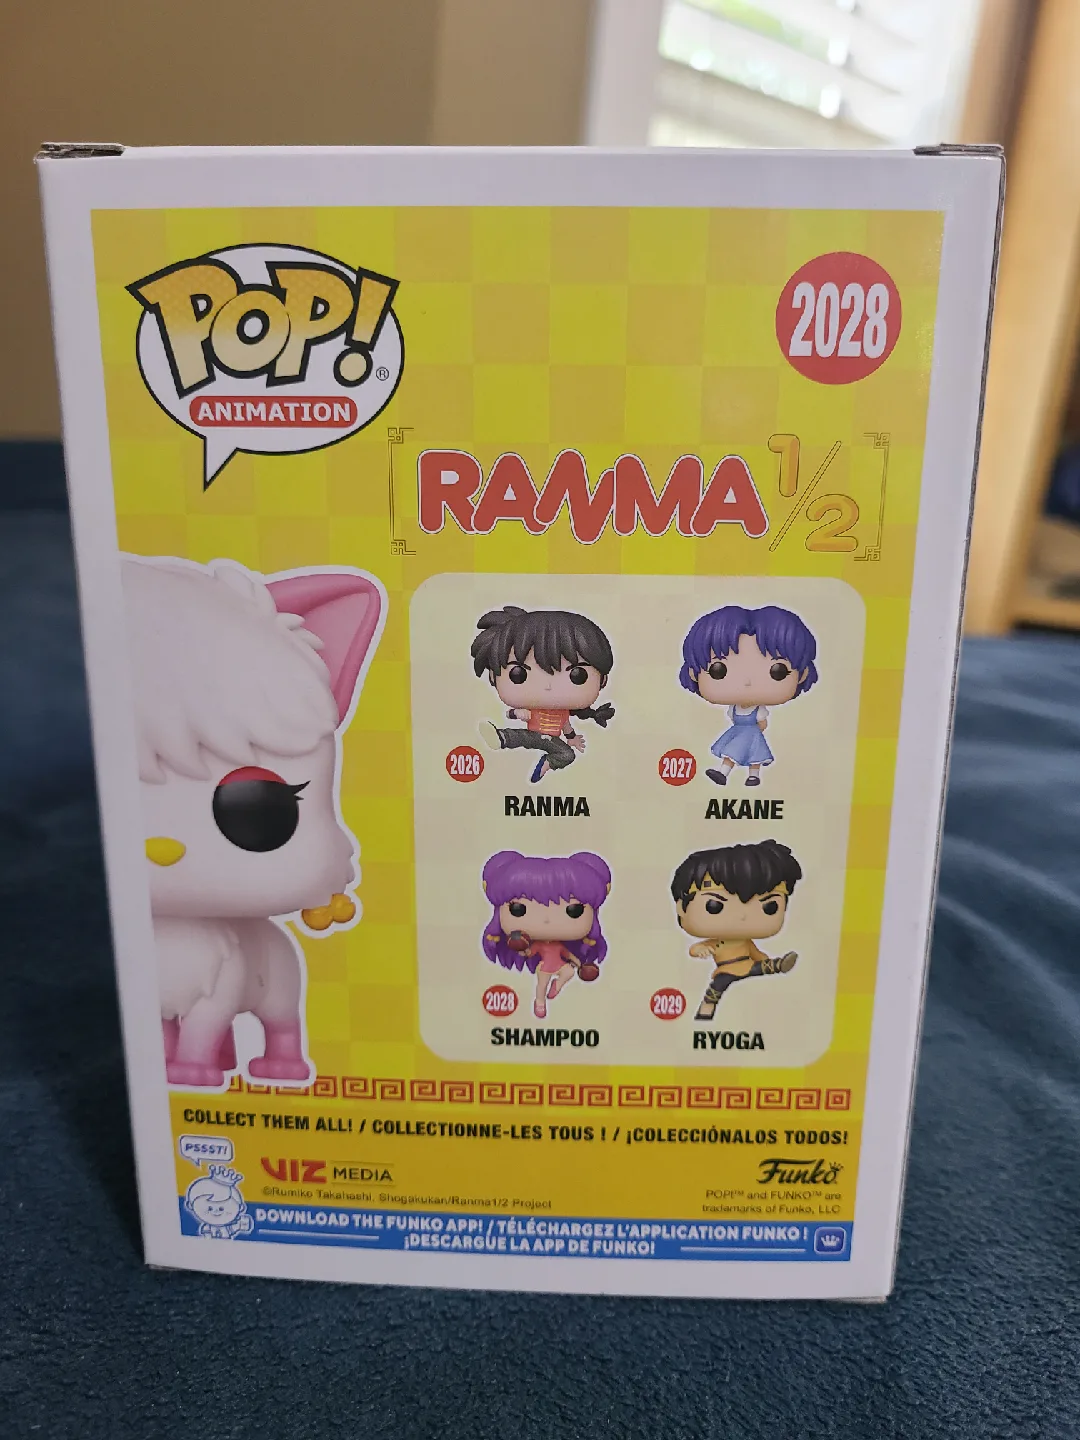 POP!®
ANIMATION
2028
RANMA 1/2
2026
RANMA
2027
AKANE
2028
SHAMPOO
2029
RYOGA
COLLECT THEM ALL! / COLLECTIONNE-LES TOUS ! / ¡COLECCIÓNALOS TODOS!
PSSST!
VIZ MEDIA
©Rumiko Takahashi, Shogakukan/Ranma1/2 Project
Funko
POP!™ and FUNKO™ are
trademarks of Funko, LLC
DOWNLOAD THE FUNKO APP! / TÉLÉCHARGEZ L'APPLICATION FUNKO !
¡DESCARGUE LA APP DE FUNKO!